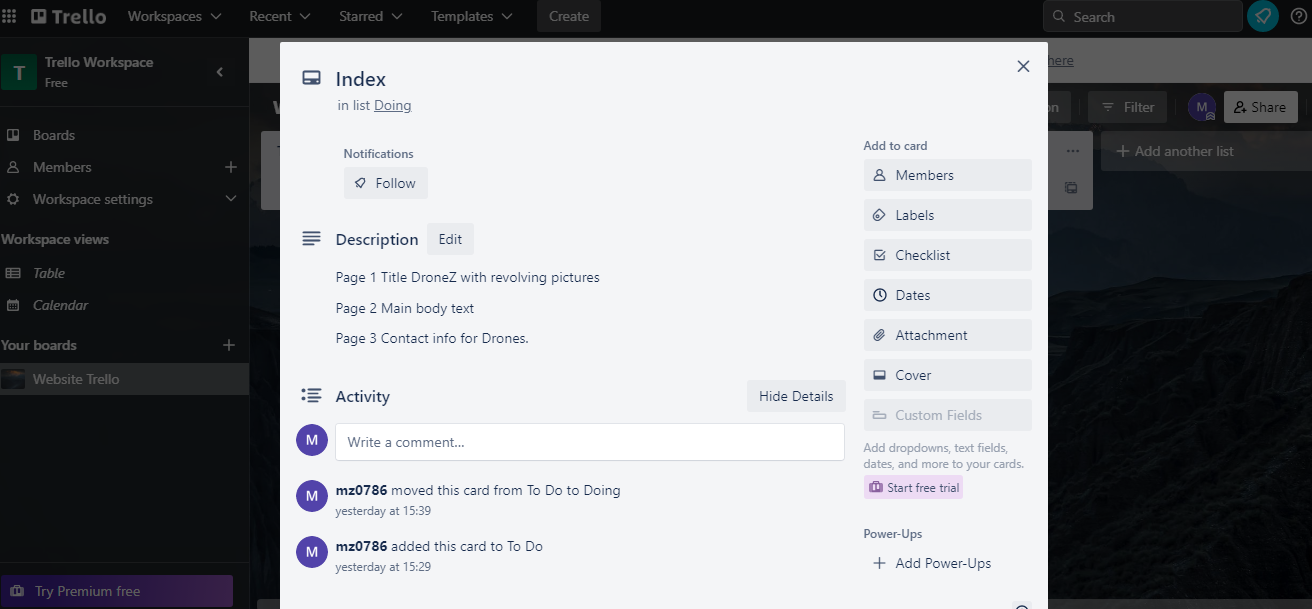 Trello
Workspaces
Recent
Starred
Templates
Create
Search
T
Trello Workspace
Free
Boards
Members
Workspace settings
Workspace views
Table
Calendar
Your boards
Website Trello
Try Premium free
here
Filter
M
Share
Add another list
Index
in list Doing
Notifications
Follow
Description
Edit
Page 1 Title DroneZ with revolving pictures
Page 2 Main body text
Page 3 Contact info for Drones.
Activity
Hide Details
M
Write a comment...
M
mz0786 moved this card from To Do to Doing
yesterday at 15:39
M
mz0786 added this card to To Do
yesterday at 15:29
Add to card
Members
Labels
Checklist
Dates
Attachment
Cover
Custom Fields
Add dropdowns, text fields,
dates, and more to your cards.
Start free trial
Power-Ups
Add Power-Ups